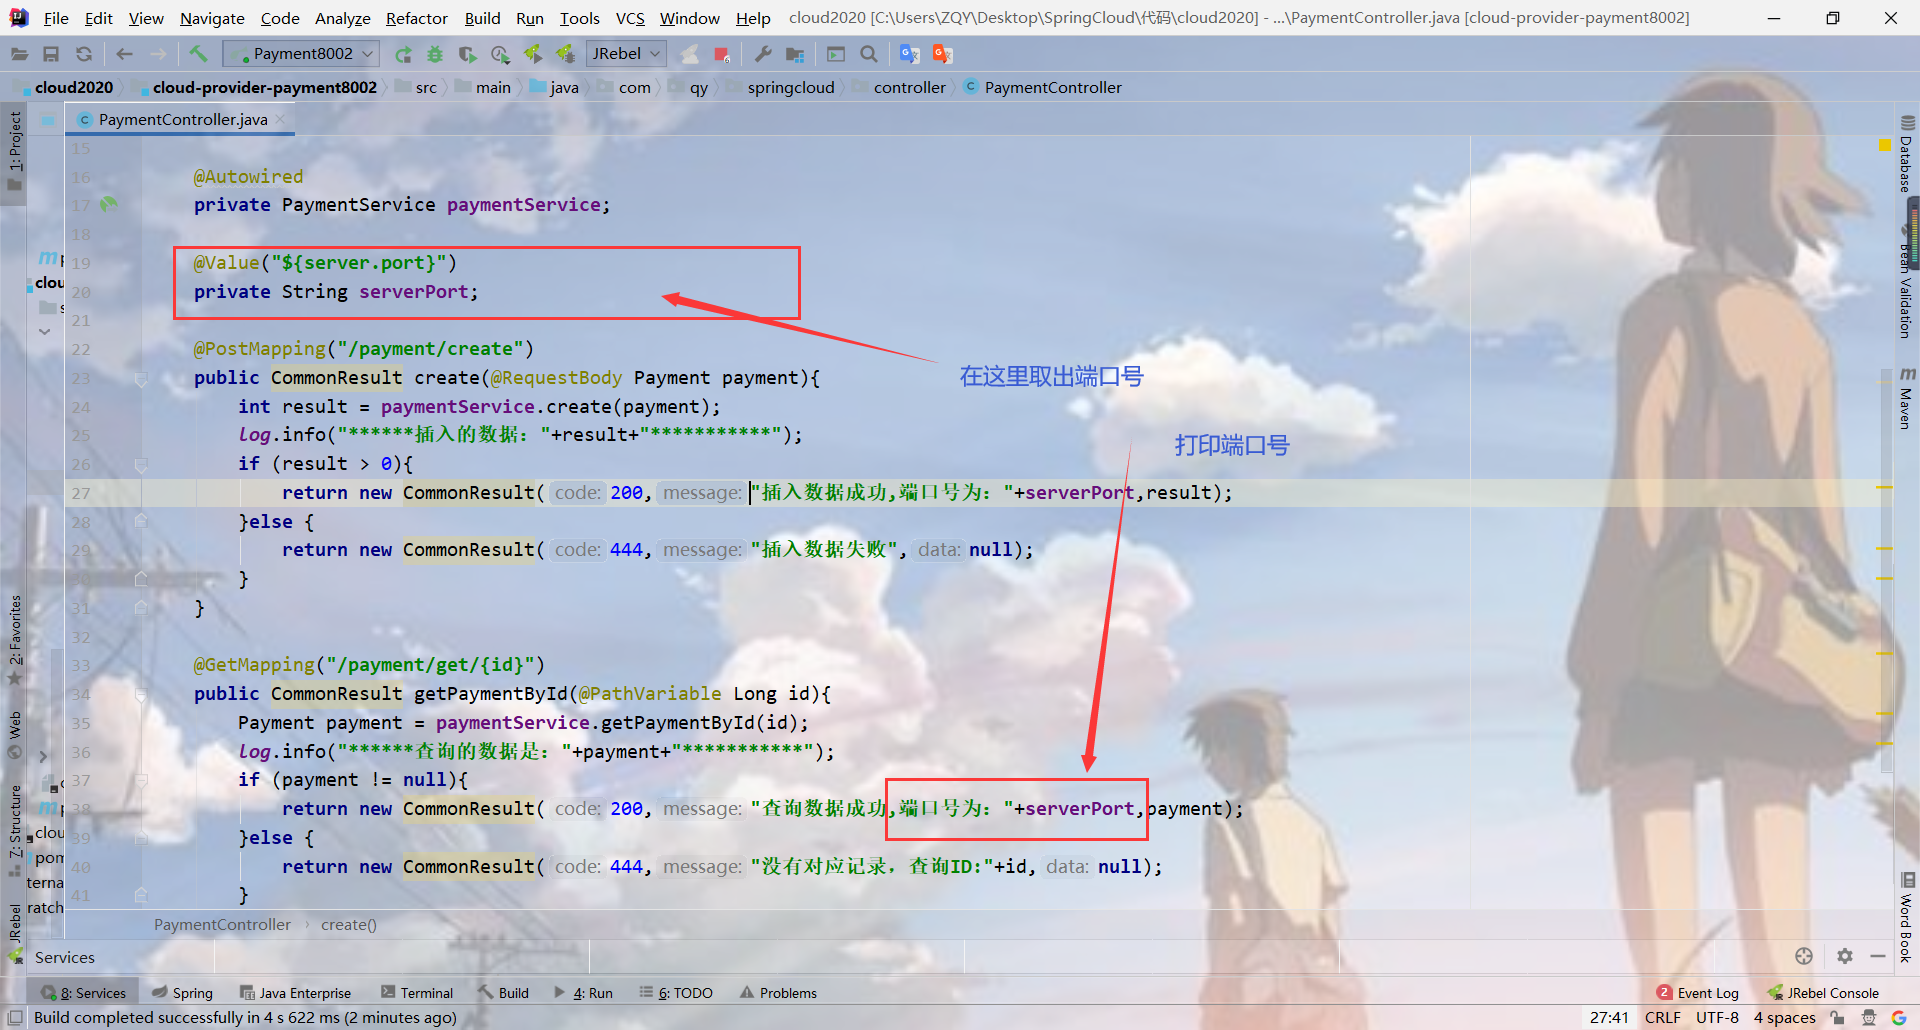 File Edit View Navigate Code Analyze Refactor Build Run Tools VCS Window Help cloud2020 [C:\Users\ZQY\Desktop\SpringCloud\代码\cloud2020] - ...\PaymentController.java [cloud-provider-payment8002]
Payment8002 JRebel
cloud2020 cloud-provider-payment8002 src main java com qy springcloud controller PaymentController
PaymentController.java
15
16 @Autowired
17 private PaymentService paymentService;
18
19 @Value("${server.port}")
20 private String serverPort;
21
22 @PostMapping("/payment/create")
23 public CommonResult create(@RequestBody Payment payment){
24 int result = paymentService.create(payment);
25 log.info("******插入的数据："+result+"***********");
26 if (result > 0){
27 return new CommonResult( code: 200, message: "插入数据成功,端口号为："+serverPort,result);
28 }else {
29 return new CommonResult( code: 444, message: "插入数据失败", data: null);
30 }
31 }
32
33 @GetMapping("/payment/get/{id}")
34 public CommonResult getPaymentById(@PathVariable Long id){
35 Payment payment = paymentService.getPaymentById(id);
36 log.info("******查询的数据是："+payment+"***********");
37 if (payment != null){
38 return new CommonResult( code: 200, message: "查询数据成功,端口号为："+serverPort,payment);
39 }else {
40 return new CommonResult( code: 444, message: "没有对应记录，查询ID:"+id, data: null);
41 }
在这里取出端口号
打印端口号
1: Project
2: Favorites
Web
7: Structure
JRebel
clou
clou
pom
terna
ratch
Database
Bean Validation
Maven
Word Book
PaymentController › create()
Services
8: Services Spring Java Enterprise Terminal Build 4: Run 6: TODO Problems 2 Event Log JRebel Console
Build completed successfully in 4 s 622 ms (2 minutes ago) 27:41 CRLF UTF-8 4 spaces